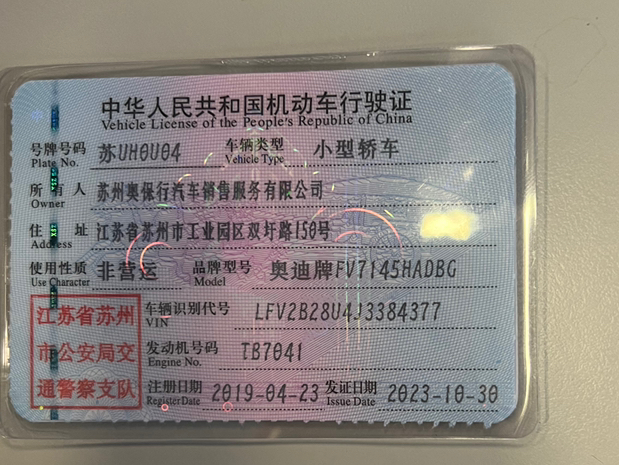 中华人民共和国机动车行驶证
Vehicle License of the People's Republic of China
号牌号码 苏UH0U04 车辆类型 小型轿车
Plate No. Vehicle Type
所有人 苏州奥保行汽车销售服务有限公司
Owner
住址 江苏省苏州市工业园区双圩路150号
Address
使用性质 非营运 品牌型号 奥迪牌FV7145HADBG
Use Character Model
江苏省苏州 车辆识别代号 LFV2B28U4J3384377
VIN
市公安局交 发动机号码 TB7041
Engine No.
通警察支队 注册日期 2019-04-23 发证日期 2023-10-30
Register Date Issue Date